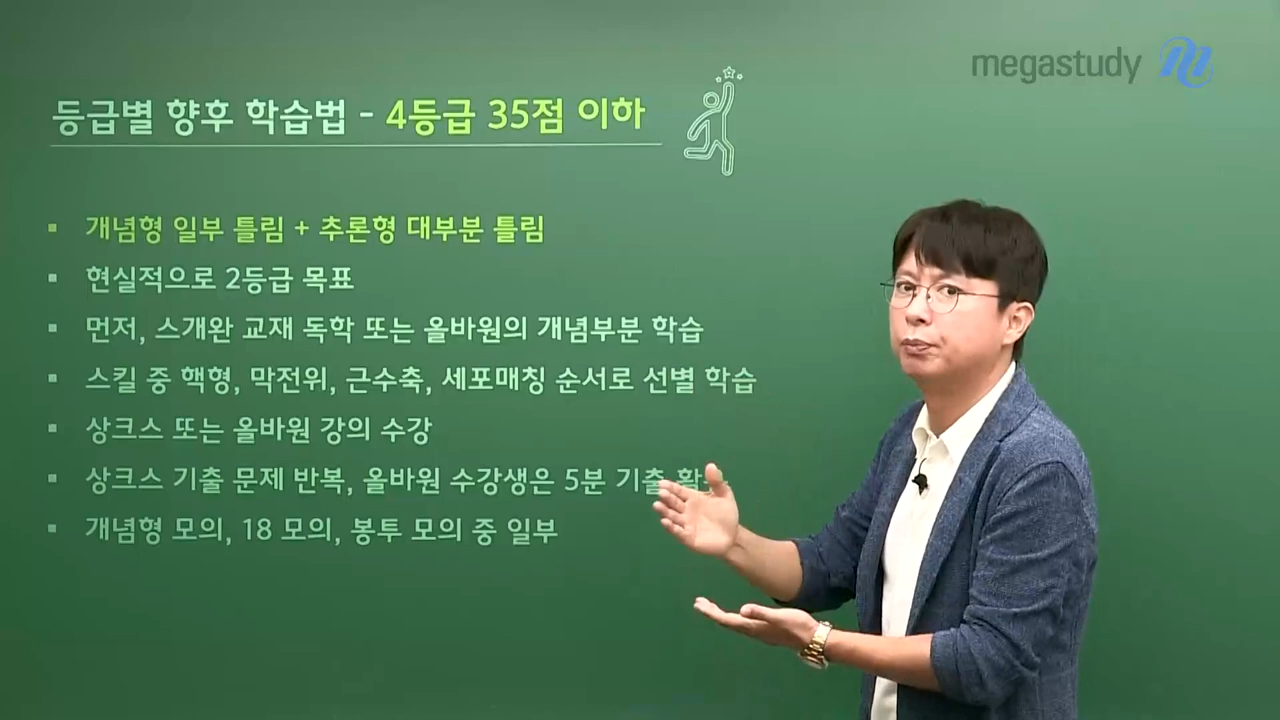 megastudy
등급별 향후 학습법 - 4등급 35점 이하
▪ 개념형 일부 틀림 + 추론형 대부분 틀림
▪ 현실적으로 2등급 목표
▪ 먼저, 스개완 교재 독학 또는 올바원의 개념부분 학습
▪ 스킬 중 핵형, 막전위, 근수축, 세포매칭 순서로 선별 학습
▪ 상크스 또는 올바원 강의 수강
▪ 상크스 기출 문제 반복, 올바원 수강생은 5분 기출
▪ 개념형 모의, 18 모의, 봉투 모의 중 일부